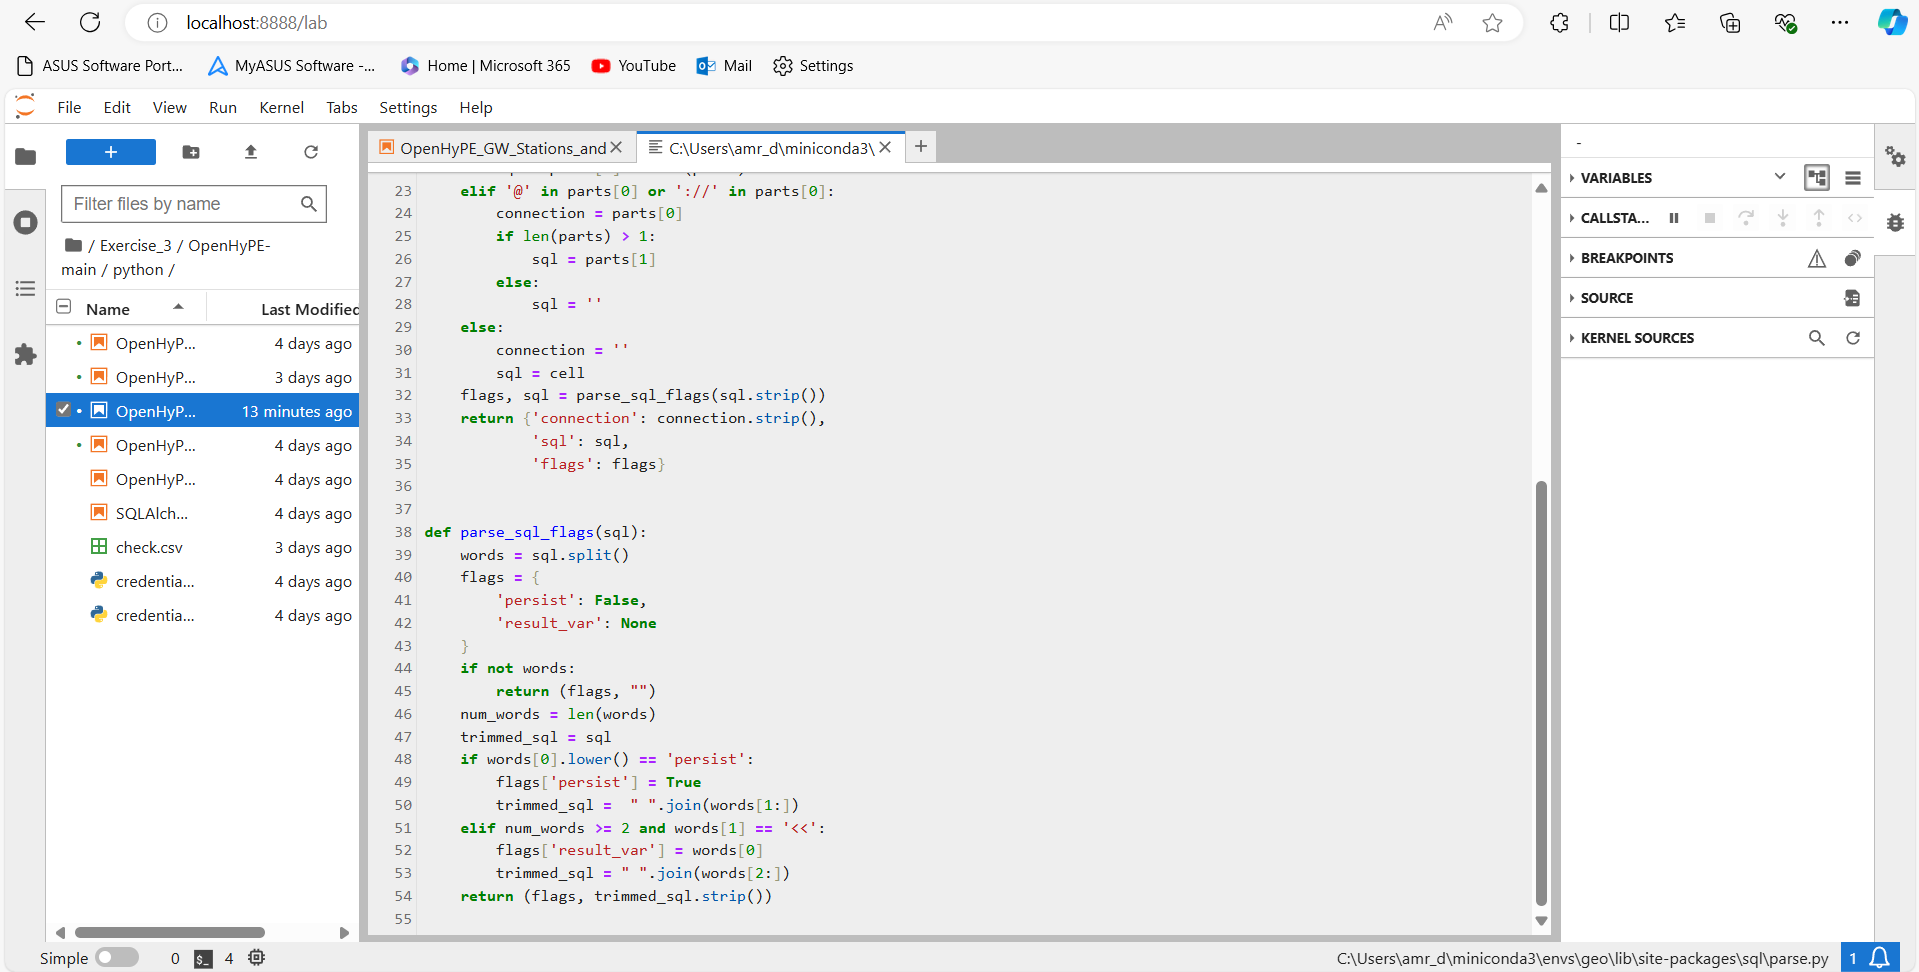 localhost:8888/lab
ASUS Software Port...
MyASUS Software -...
Home | Microsoft 365
YouTube
Mail
Settings
File Edit View Run Kernel Tabs Settings Help
+
Filter files by name
/ Exercise_3 / OpenHyPE-
main / python /
Name Last Modified
OpenHyP... 4 days ago
OpenHyP... 3 days ago
OpenHyP... 13 minutes ago
OpenHyP... 4 days ago
OpenHyP... 4 days ago
SQLAlch... 4 days ago
check.csv 3 days ago
credentia... 4 days ago
credentia... 4 days ago
OpenHyPE_GW_Stations_and
C:\Users\amr_d\miniconda3\
+
23     elif '@' in parts[0] or '://' in parts[0]:
24         connection = parts[0]
25         if len(parts) > 1:
26             sql = parts[1]
27         else:
28             sql = ''
29     else:
30         connection = ''
31         sql = cell
32     flags, sql = parse_sql_flags(sql.strip())
33     return {'connection': connection.strip(),
34             'sql': sql,
35             'flags': flags}
36
37
38 def parse_sql_flags(sql):
39     words = sql.split()
40     flags = {
41         'persist': False,
42         'result_var': None
43     }
44     if not words:
45         return (flags, "")
46     num_words = len(words)
47     trimmed_sql = sql
48     if words[0].lower() == 'persist':
49         flags['persist'] = True
50         trimmed_sql =  " ".join(words[1:])
51     elif num_words >= 2 and words[1] == '<<':
52         flags['result_var'] = words[0]
53         trimmed_sql = " ".join(words[2:])
54     return (flags, trimmed_sql.strip())
55
-
VARIABLES
CALLSTA...
BREAKPOINTS
SOURCE
KERNEL SOURCES
Simple 0 $_ 4
C:\Users\amr_d\miniconda3\envs\geo\lib\site-packages\sql\parse.py 1